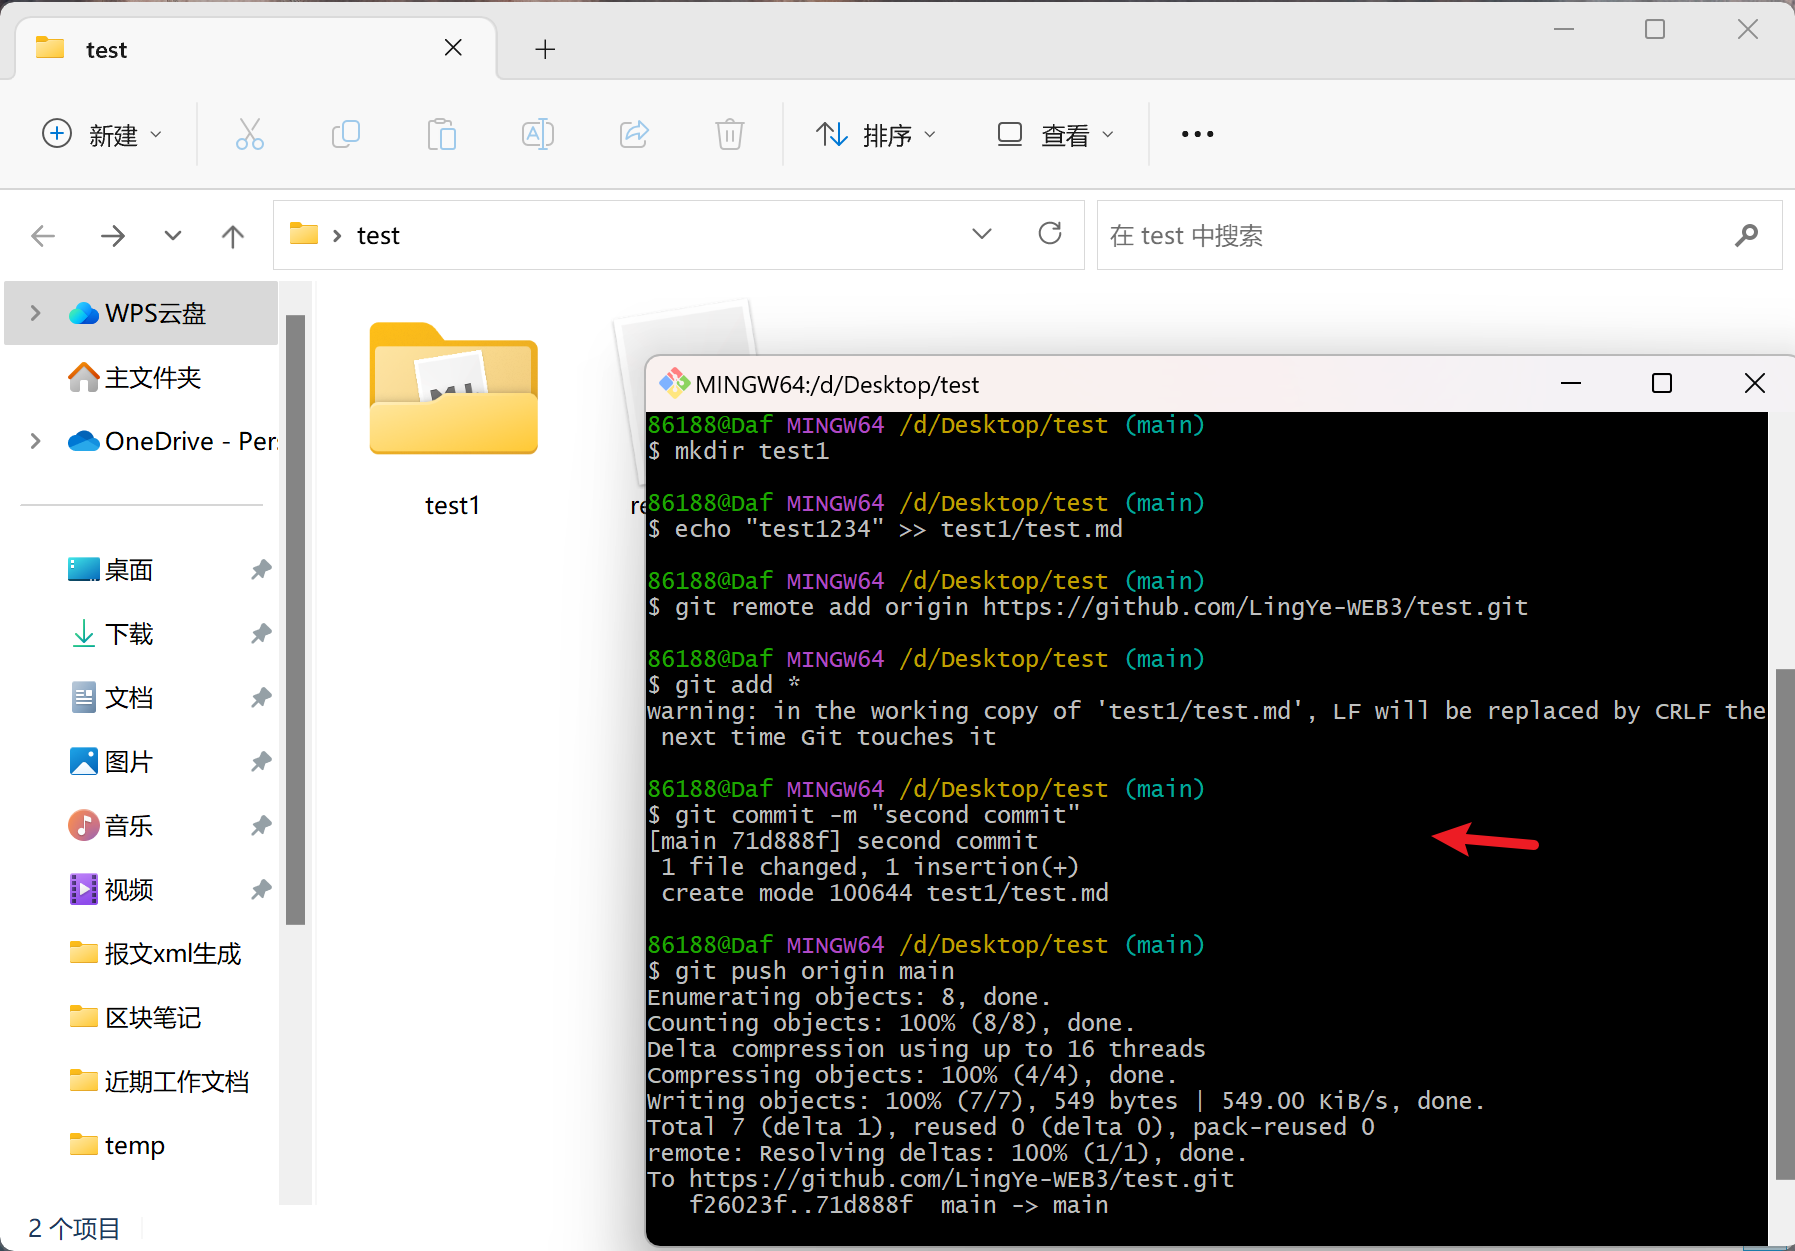 test
新建
排序
查看
test
在 test 中搜索
WPS云盘
主文件夹
OneDrive - Per
桌面
下载
文档
图片
音乐
视频
报文xml生成
区块笔记
近期工作文档
temp
2 个项目
test1
re
MINGW64:/d/Desktop/test
86188@Daf MINGW64 /d/Desktop/test (main)
$ mkdir test1
86188@Daf MINGW64 /d/Desktop/test (main)
$ echo "test1234" >> test1/test.md
86188@Daf MINGW64 /d/Desktop/test (main)
$ git remote add origin https://github.com/LingYe-WEB3/test.git
86188@Daf MINGW64 /d/Desktop/test (main)
$ git add *
warning: in the working copy of 'test1/test.md', LF will be replaced by CRLF the
next time Git touches it
86188@Daf MINGW64 /d/Desktop/test (main)
$ git commit -m "second commit"
[main 71d888f] second commit
1 file changed, 1 insertion(+)
create mode 100644 test1/test.md
86188@Daf MINGW64 /d/Desktop/test (main)
$ git push origin main
Enumerating objects: 8, done.
Counting objects: 100% (8/8), done.
Delta compression using up to 16 threads
Compressing objects: 100% (4/4), done.
Writing objects: 100% (7/7), 549 bytes | 549.00 KiB/s, done.
Total 7 (delta 1), reused 0 (delta 0), pack-reused 0
remote: Resolving deltas: 100% (1/1), done.
To https://github.com/LingYe-WEB3/test.git
f26023f..71d888f  main -> main